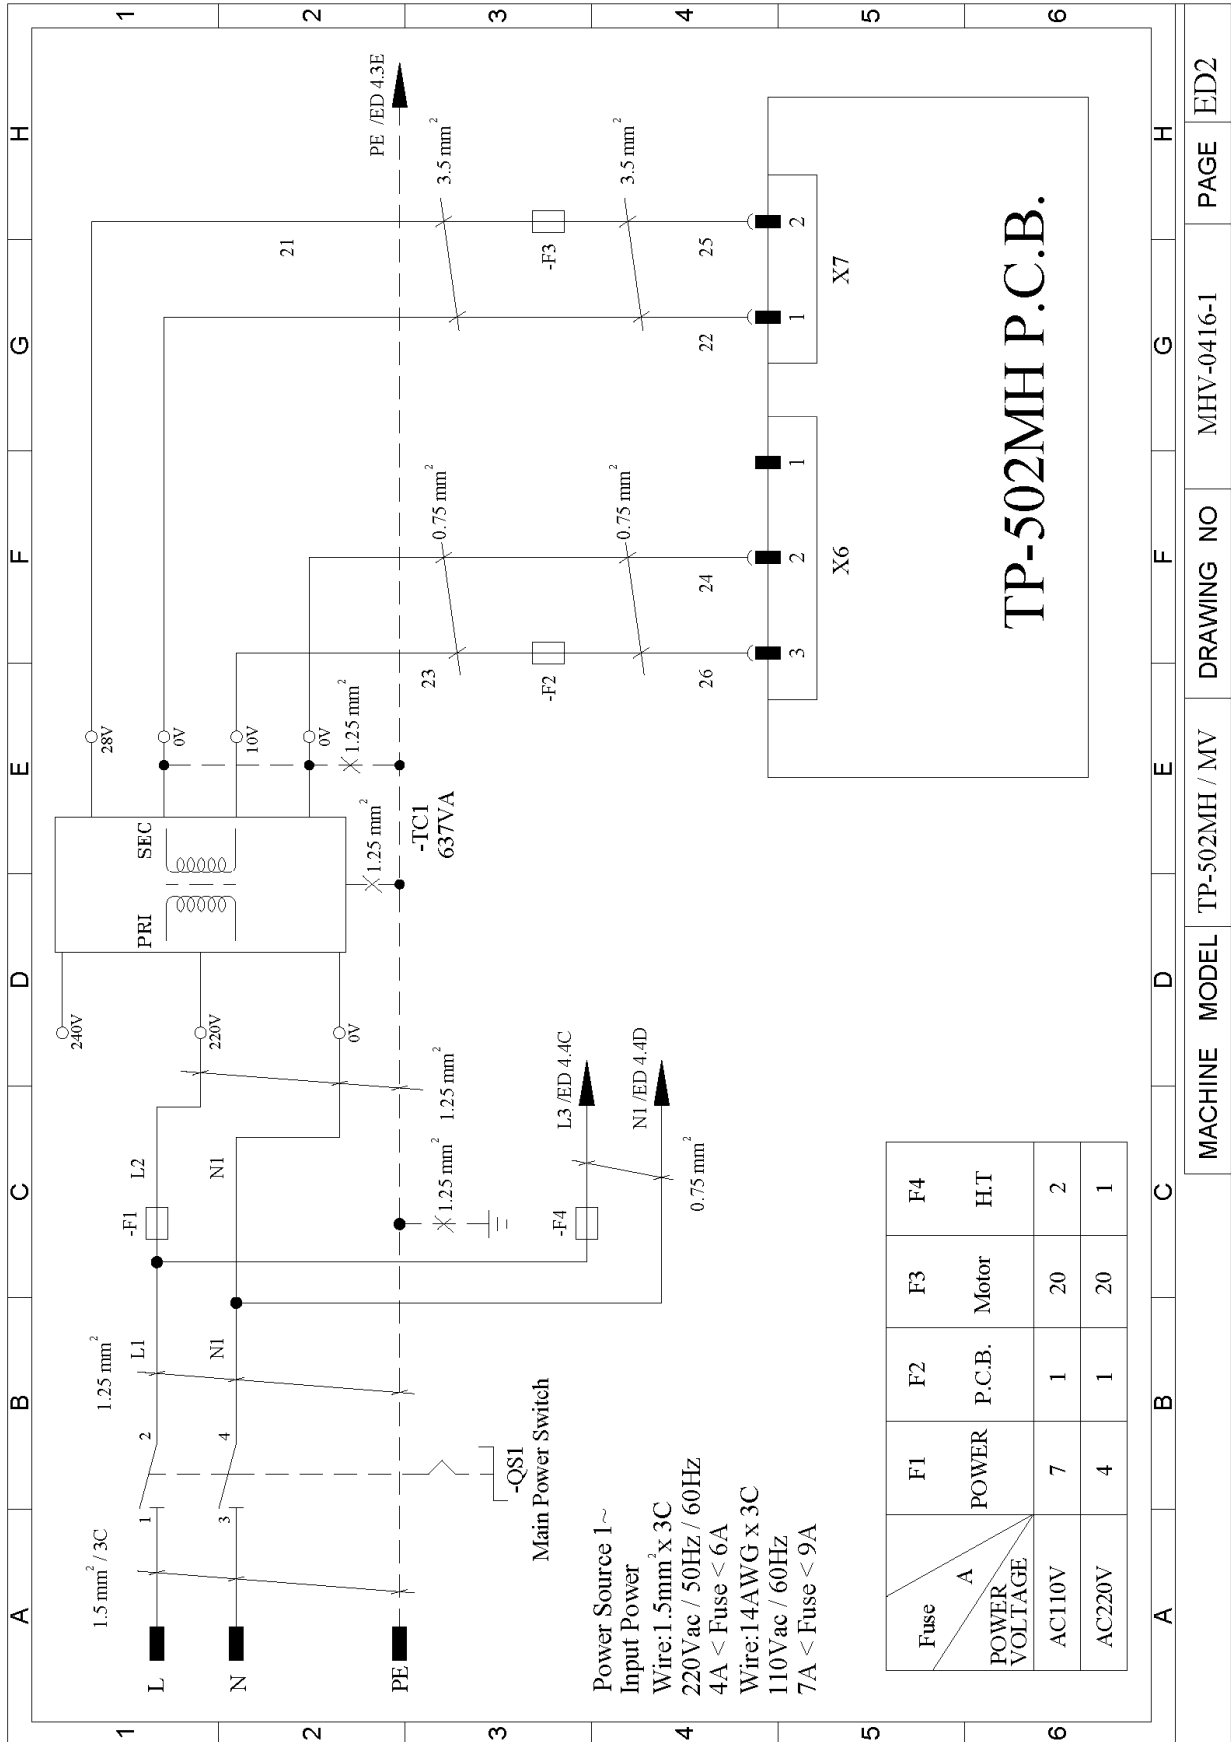 A B C D E F G H
1 1
2 2
3 3
4 4
5 5
6 6
A B C D E F G H
L
N
PE
1.5 mm² / 3C
1 2
3 4
-QS1
Main Power Switch
1.25 mm²
L1
N1
-F1
L2
N1
1.25 mm²
1.25 mm²
-F4
L3 /ED 4.4C
N1 /ED 4.4D
0.75 mm²
240V
220V
0V
PRI SEC
28V
0V
10V
0V
1.25 mm²
1.25 mm²
-TC1
637VA
PE /ED 4.3E
21
23
0.75 mm²
3.5 mm²
-F2
-F3
0.75 mm²
3.5 mm²
26 24 22 25
3 2 1 1 2
X6 X7
TP-502MH P.C.B.
Power Source 1~
Input Power
Wire:1.5mm² x 3C
220Vac / 50Hz / 60Hz
4A < Fuse < 6A
Wire:14AWG x 3C
110Vac / 60Hz
7A < Fuse < 9A
Fuse F1 F2 F3 F4
A
POWER P.C.B. Motor H.T
POWER
VOLTAGE
AC110V 7 1 20 2
AC220V 4 1 20 1
MACHINE MODEL TP-502MH / MV DRAWING NO MHV-0416-1 PAGE ED2